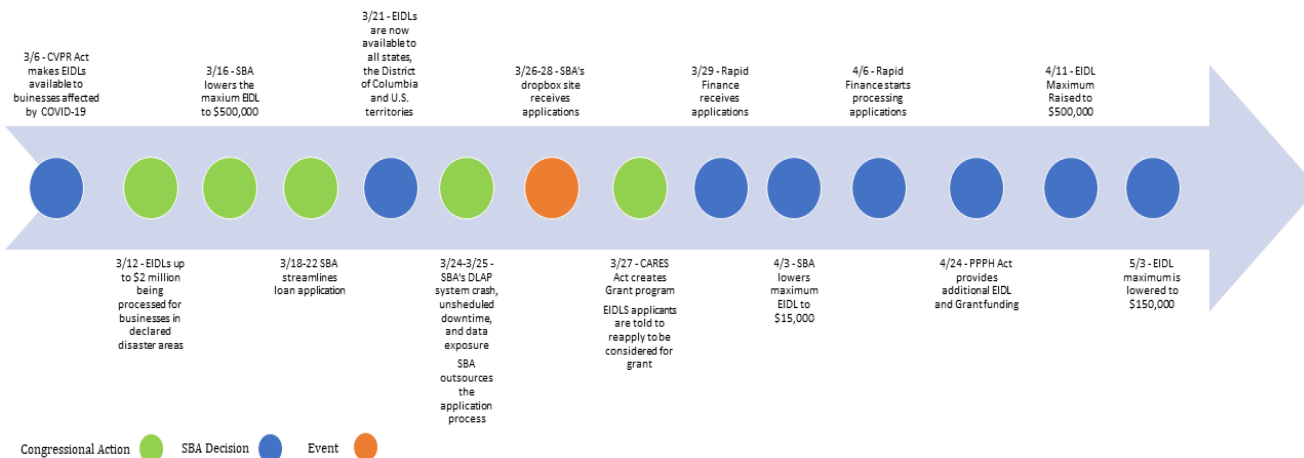 3/6 - CVPR Act
makes EIDLs
available to
buinesses affected
by COVID-19
3/12 - EIDLs up
to $2 million
being
processed for
businesses in
declared
disaster areas
3/16 - SBA
lowers the
maxium EIDL
to $500,000
3/18-22 SBA
streamlines
loan application
3/21 - EIDLs
are now
available to
all states,
the District
of Columbia
and U.S.
territories
3/24-3/25 -
SBA's DLAP
system crash,
unsheduled
downtime,
and data
exposure
SBA
outsources
the
application
process
3/26-28 - SBA's
dropbox site
receives
applications
3/27 - CARES
Act creates
Grant program
EIDLS applicants
are told to
reapply to be
considered for
grant
3/29 - Rapid
Finance
receives
applications
4/3 - SBA
lowers
maximum
EIDL to
$15,000
4/6 - Rapid
Finance starts
processing
applications
4/24 - PPPH Act
provides
additional EIDL
and Grant funding
4/11 - EIDL
Maximum
Raised to
$500,000
5/3 - EIDL
maximum is
lowered to
$150,000
Congressional Action
SBA Decision
Event